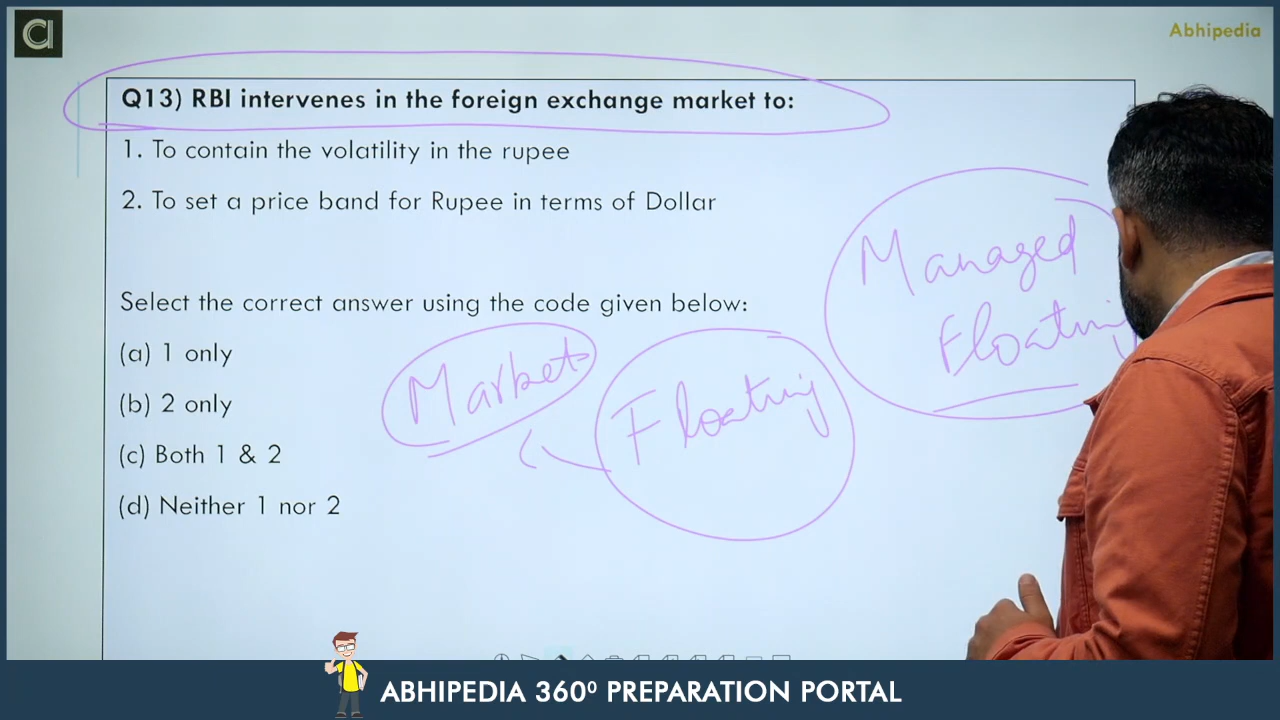 Abhipedia
Q13) RBI intervenes in the foreign exchange market to:
1. To contain the volatility in the rupee
2. To set a price band for Rupee in terms of Dollar
Managed
Floating
Select the correct answer using the code given below:
(a) 1 only
Market
Floating
(b) 2 only
(c) Both 1 & 2
(d) Neither 1 nor 2
ABHIPEDIA 360⁰ PREPARATION PORTAL